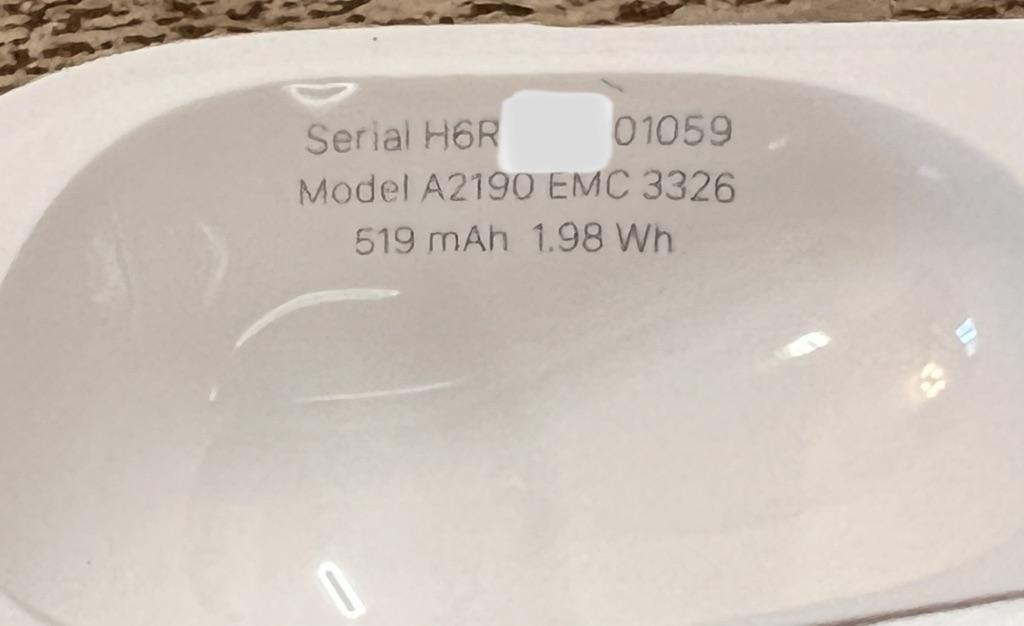 Serial H6R 01059
Model A2190 EMC 3326
519 mAh 1.98 Wh